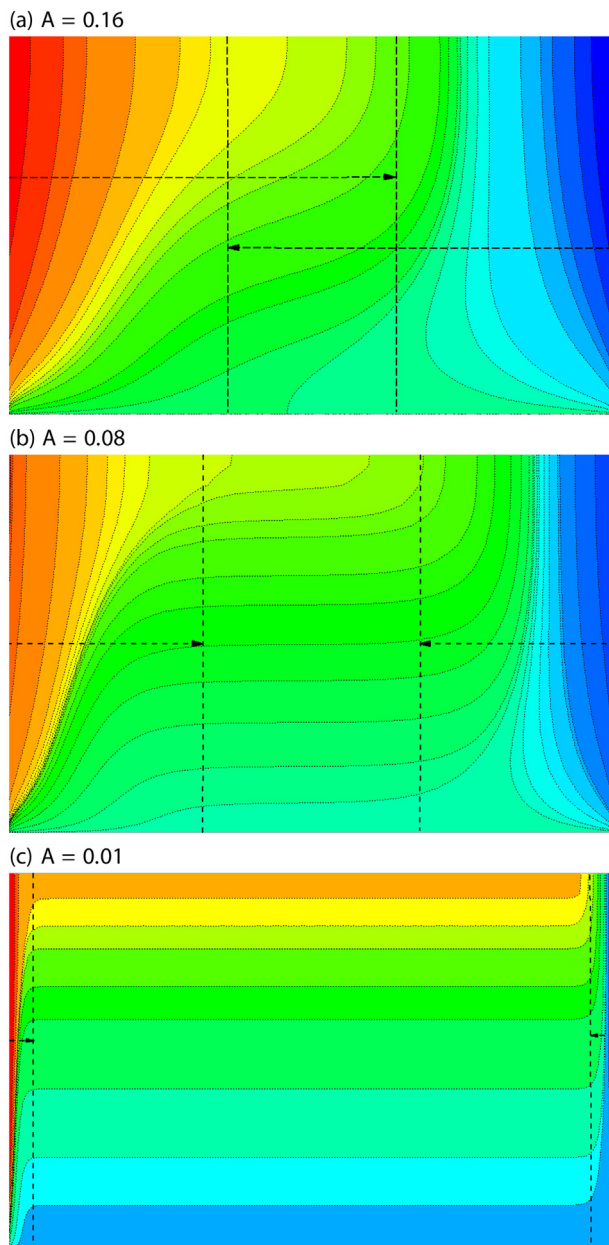 (a) A = 0.16
(b) A = 0.08
(c) A = 0.01